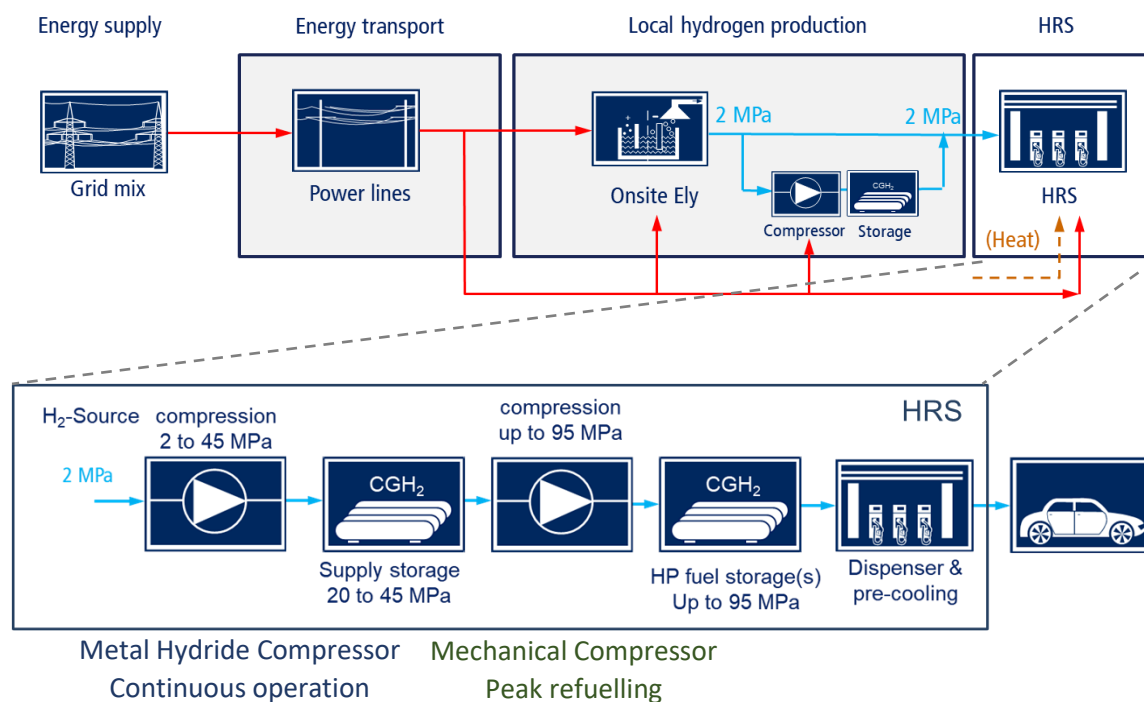 Energy supply
Energy transport
Local hydrogen production
HRS
2 MPa
2 MPa
Grid mix
Power lines
Onsite Ely
CGH₂
Compressor
Storage
HRS
(Heat)
H₂-Source
compression
2 to 45 MPa
compression
up to 95 MPa
HRS
2 MPa
CGH₂
CGH₂
Supply storage
20 to 45 MPa
HP fuel storage(s)
Up to 95 MPa
Dispenser &
pre-cooling
Metal Hydride Compressor
Continuous operation
Mechanical Compressor
Peak refuelling